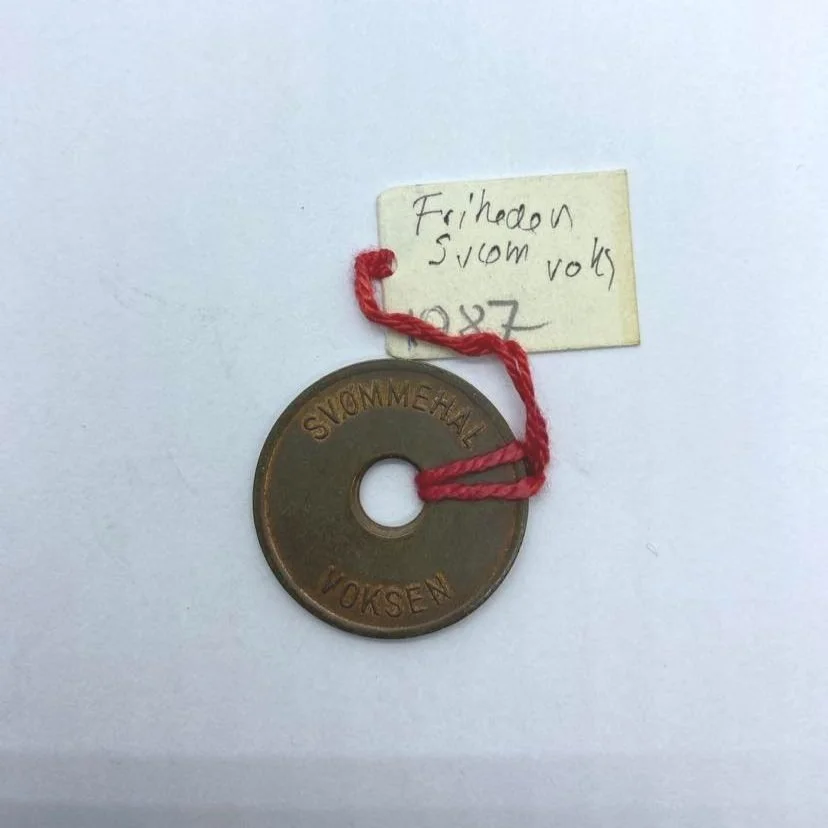 Friheden
Svøm voks
1987
SVØMMEHAL
VOKSEN